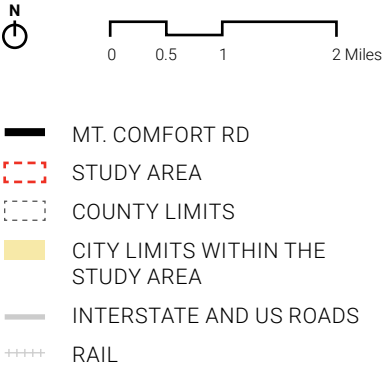 N
0 0.5 1 2 Miles
MT. COMFORT RD
STUDY AREA
COUNTY LIMITS
CITY LIMITS WITHIN THE
STUDY AREA
INTERSTATE AND US ROADS
RAIL